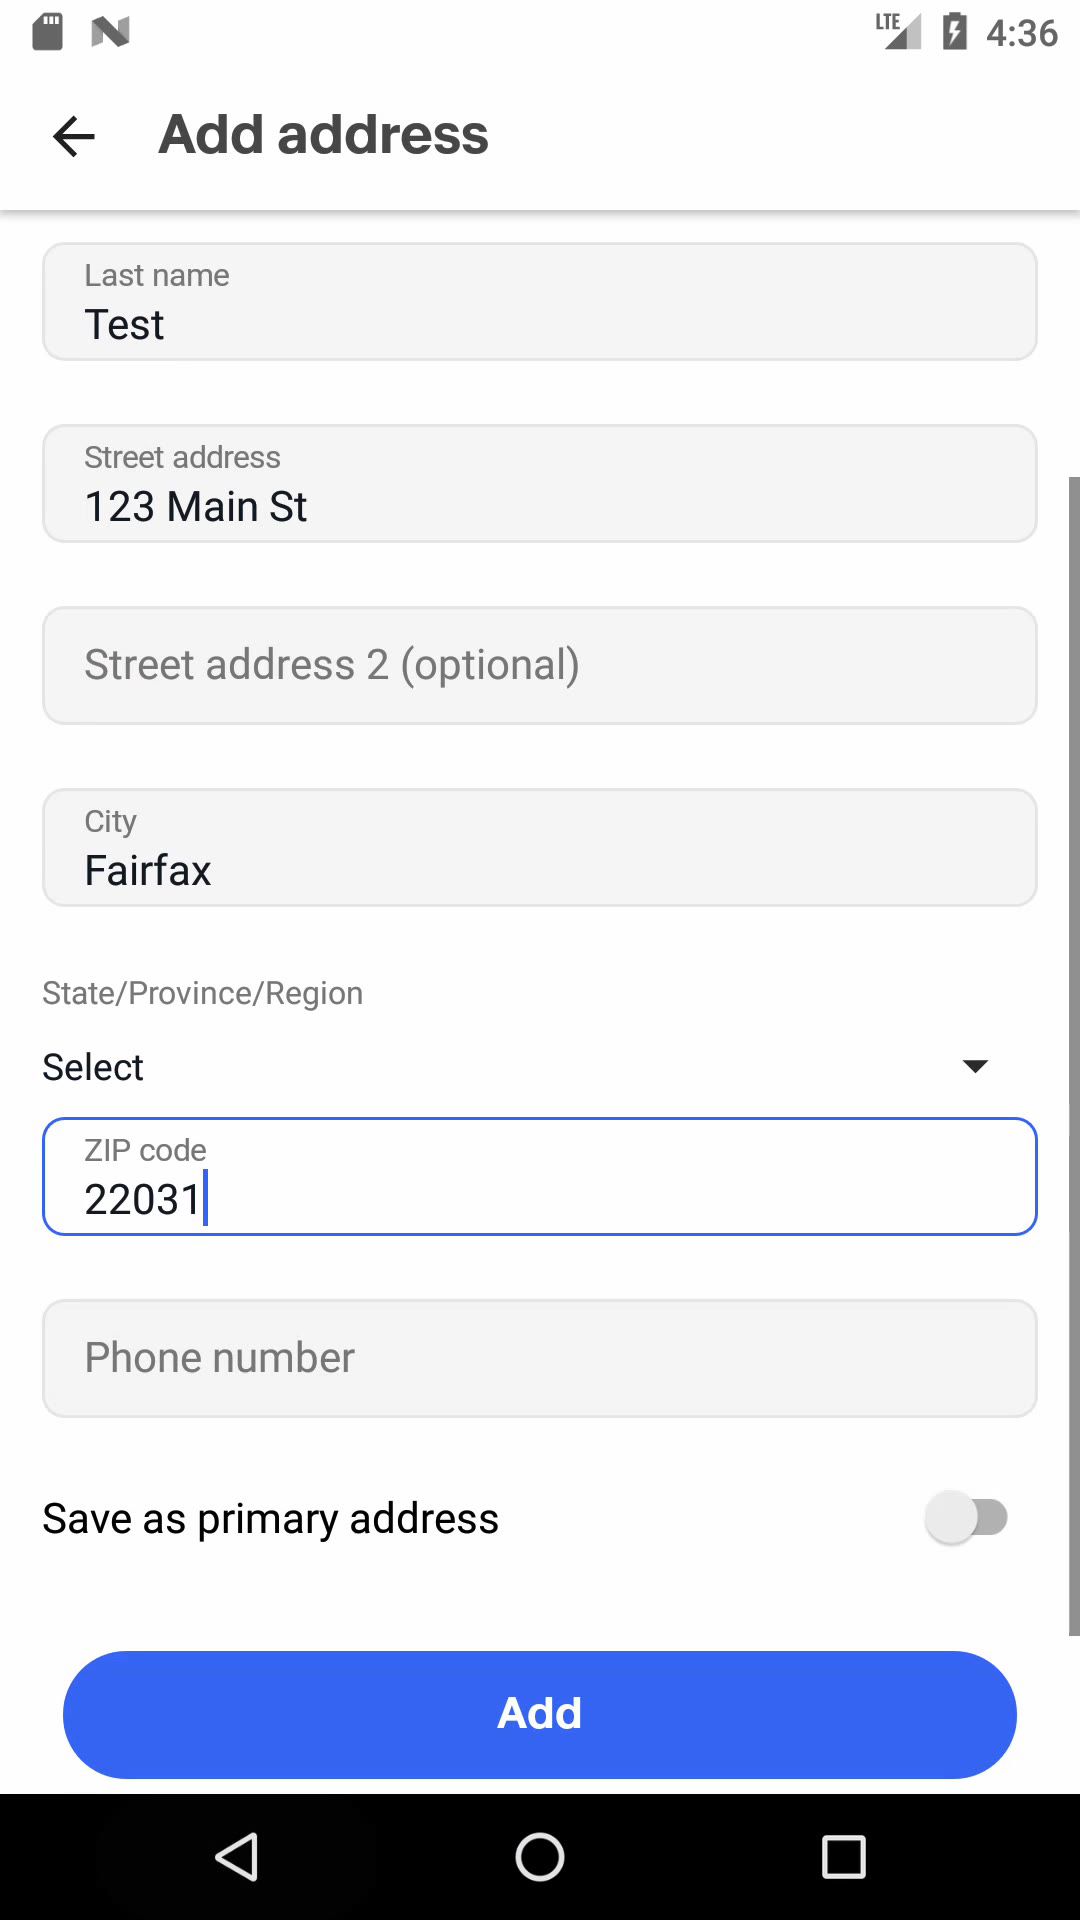 LTE 4:36
Add address
Last name
Test
Street address
123 Main St
Street address 2 (optional)
City
Fairfax
State/Province/Region
Select
ZIP code
22031
Phone number
Save as primary address
Add